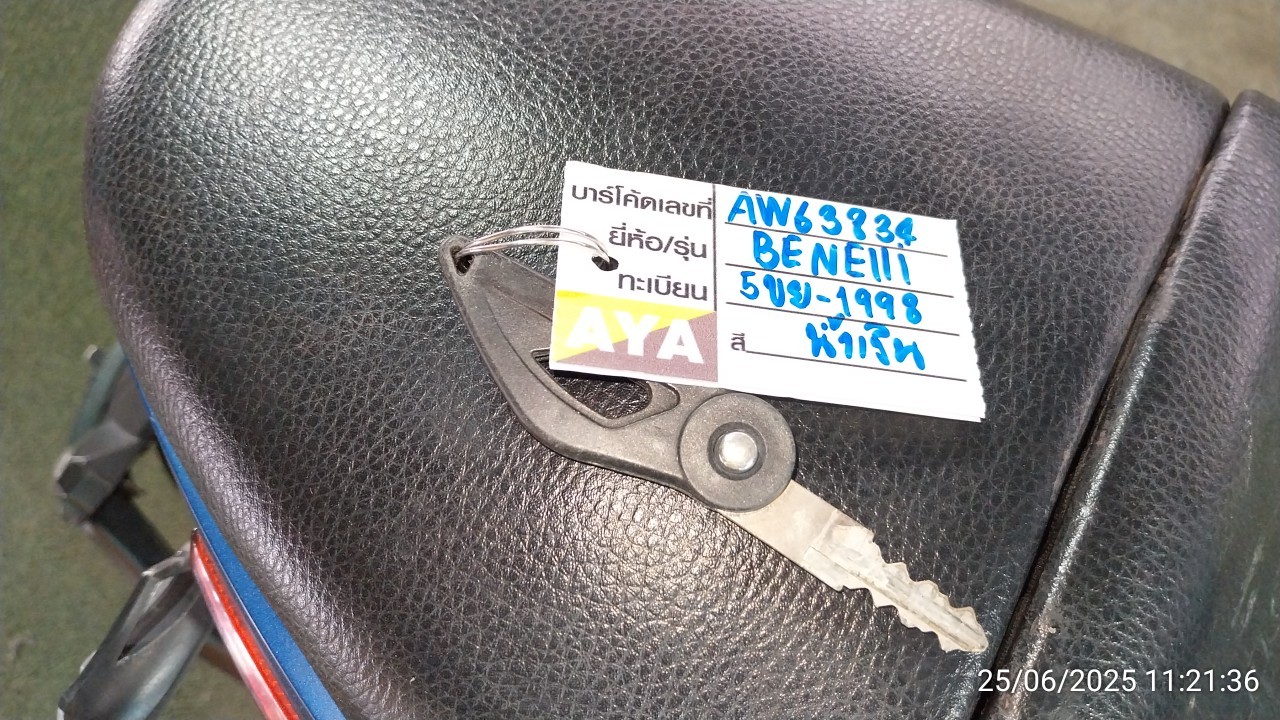 บาร์โค้ดเลขที่ AW63834
ยี่ห้อ/รุ่น BENElli
ทะเบียน 5ขย-1998
AYA
สี น้ำเงิน
25/06/2025 11:21:36